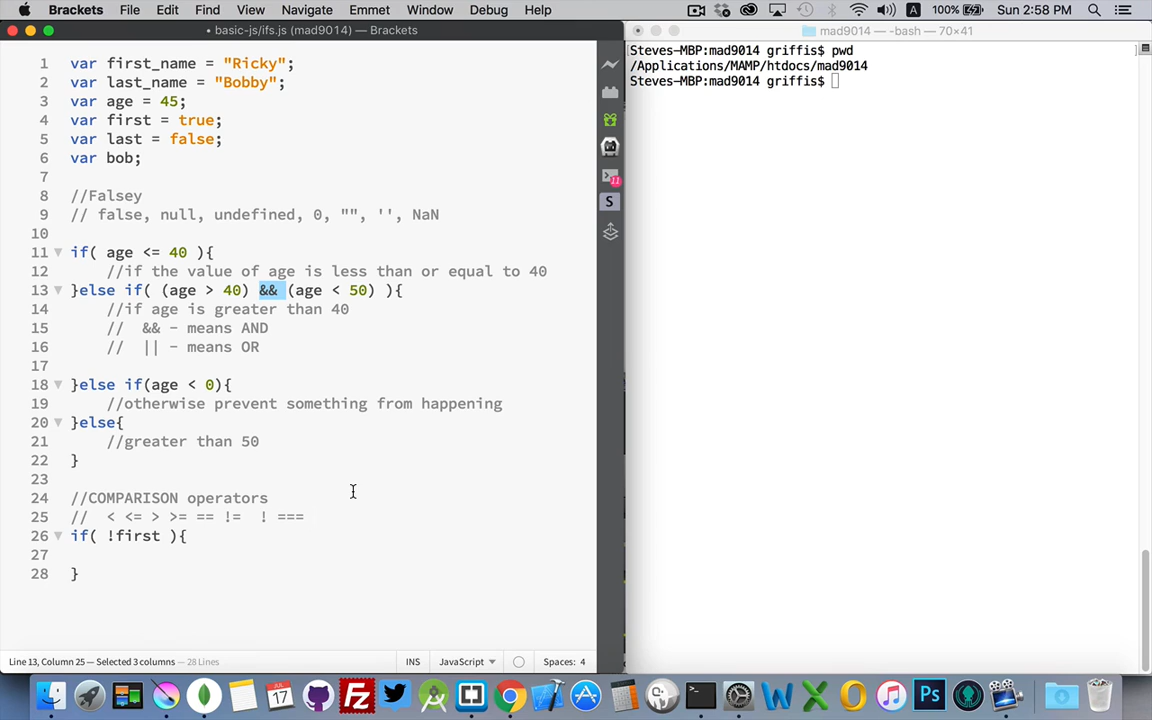 Brackets File Edit Find View Navigate Emmet Window Debug Help 100% Sun 2:58 PM
• basic-js/ifs.js (mad9014) — Brackets
mad9014 — -bash — 70×41
1 var first_name = "Ricky";
2 var last_name = "Bobby";
3 var age = 45;
4 var first = true;
5 var last = false;
6 var bob;
7
8 //Falsey
9 // false, null, undefined, 0, "", '', NaN
10
11 if( age <= 40 ){
12 //if the value of age is less than or equal to 40
13 }else if( (age > 40) && (age < 50) ){
14 //if age is greater than 40
15 // && - means AND
16 // || - means OR
17
18 }else if(age < 0){
19 //otherwise prevent something from happening
20 }else{
21 //greater than 50
22 }
23
24 //COMPARISON operators
25 // < <= > >= == != ! ===
26 if( !first ){
27
28 }
Steves-MBP:mad9014 griffis$ pwd
/Applications/MAMP/htdocs/mad9014
Steves-MBP:mad9014 griffis$
11
S
Line 13, Column 25 — Selected 3 columns — 28 Lines INS JavaScript Spaces: 4
JUL
17
FZ
W
X
O
Ps